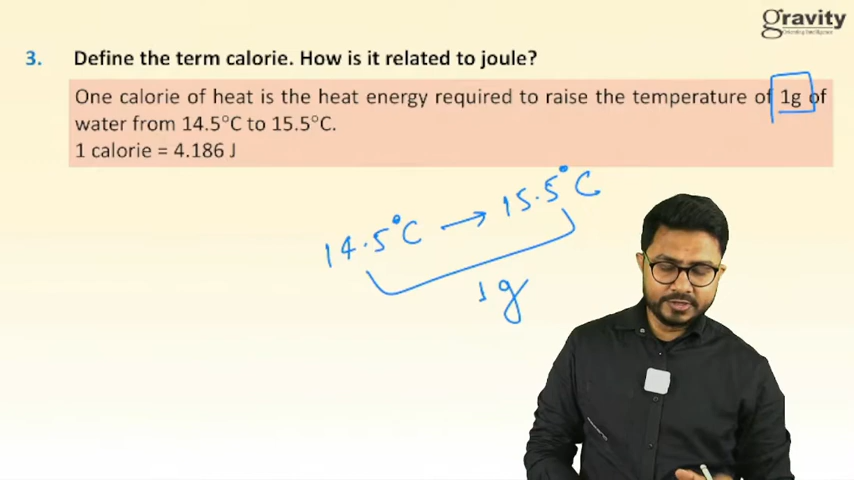 gravity
3. Define the term calorie. How is it related to joule?
One calorie of heat is the heat energy required to raise the temperature of 1g of
water from 14.5°C to 15.5°C.
1 calorie = 4.186 J
14.5°C → 15.5°C
1g